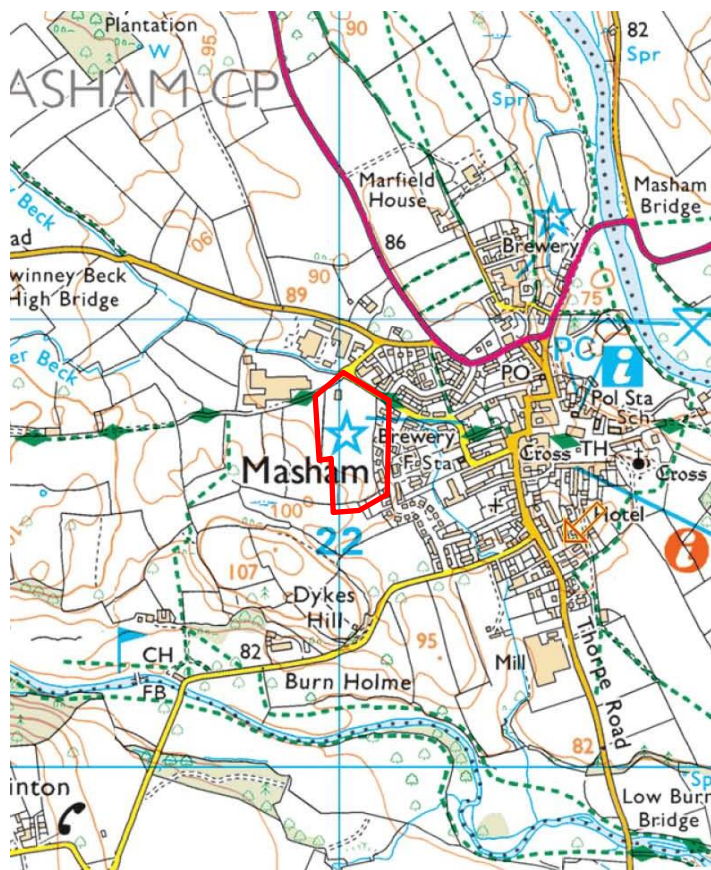 Plantation
W
95
90
82
Spr
ASHAM CP
Spr
Marfield
House
Masham
Bridge
Beck
ad
86
Brewery
90
winney Beck
High Bridge
90
89
75
er Beck
PC
PO
i
Pol Sta
Sch
Brewery
F Sta
Cross
TH
Cross
Masham
100
Hotel
22
i
107
Dykes
Hill
95
CH
82
Mill
FB
Burn Holme
Thorpe Road
82
inton
Sp
Low Burn
Bridge